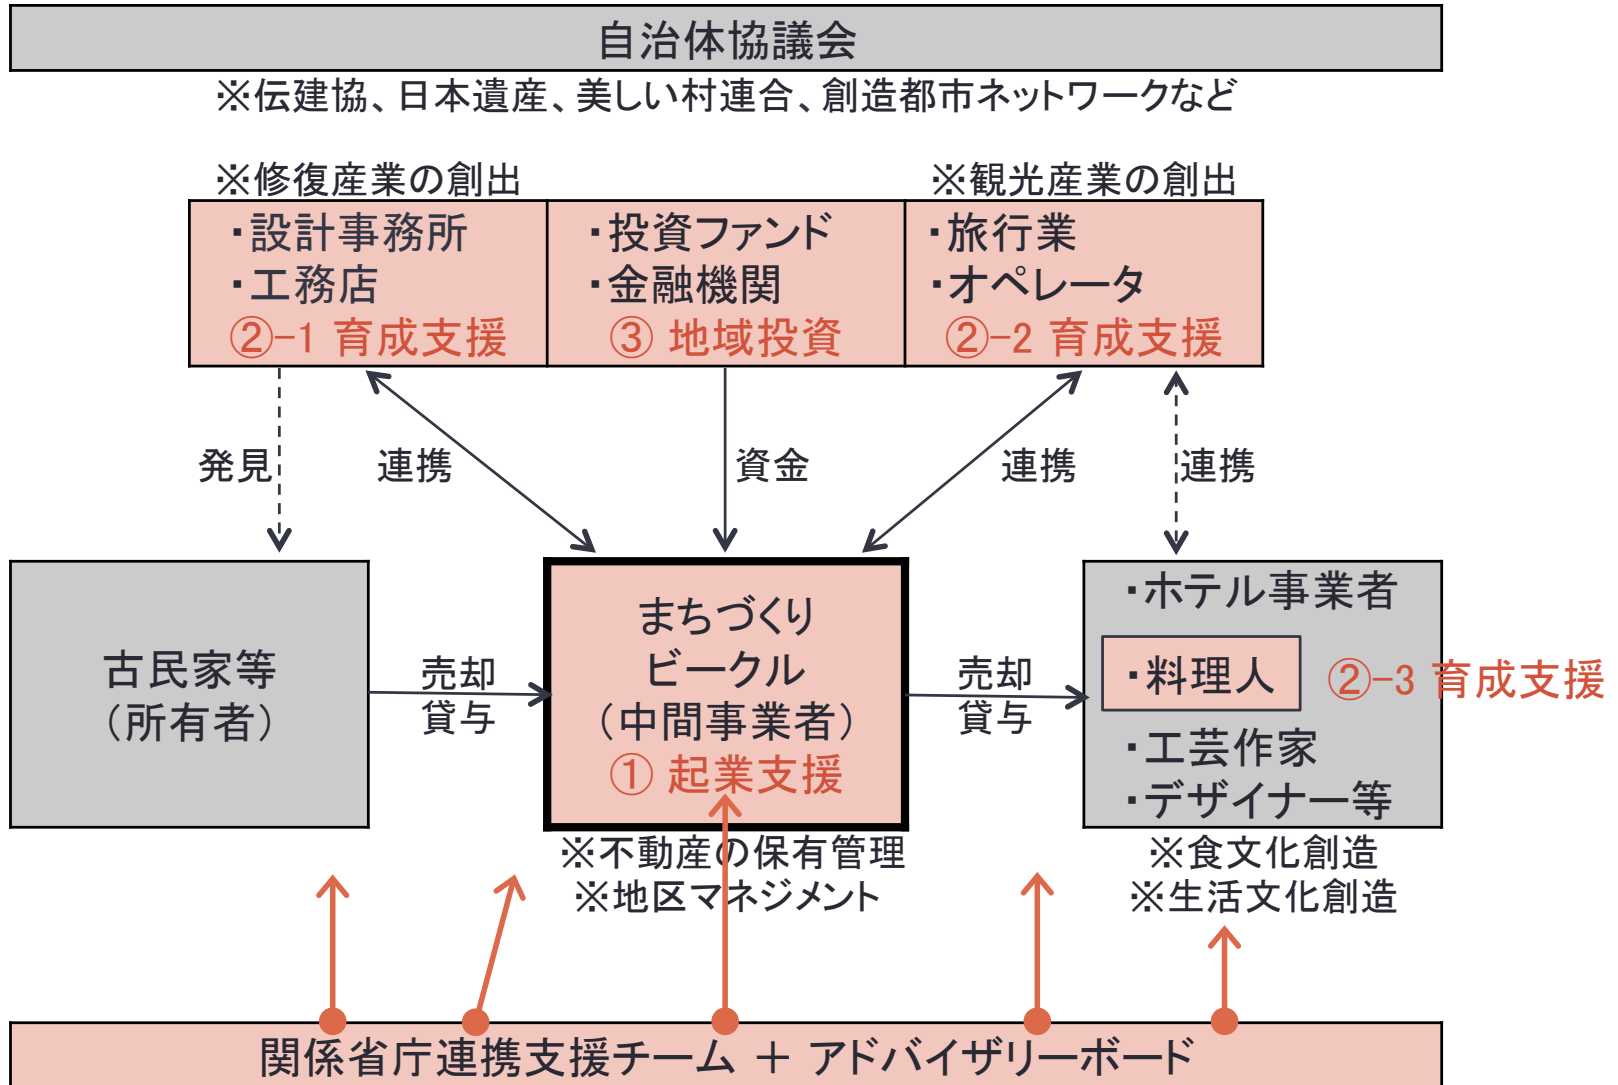 自治体協議会
※伝建協、日本遺産、美しい村連合、創造都市ネットワークなど
※修復産業の創出
※観光産業の創出
・設計事務所
・工務店
②-1 育成支援
・投資ファンド
・金融機関
③ 地域投資
・旅行業
・オペレータ
②-2 育成支援
発見
連携
資金
連携
連携
古民家等
（所有者）
売却
貸与
まちづくり
ビークル
（中間事業者）
① 起業支援
売却
貸与
・ホテル事業者
・料理人
②-3 育成支援
・工芸作家
・デザイナー等
※不動産の保有管理
※地区マネジメント
※食文化創造
※生活文化創造
関係省庁連携支援チーム ＋ アドバイザリーボード